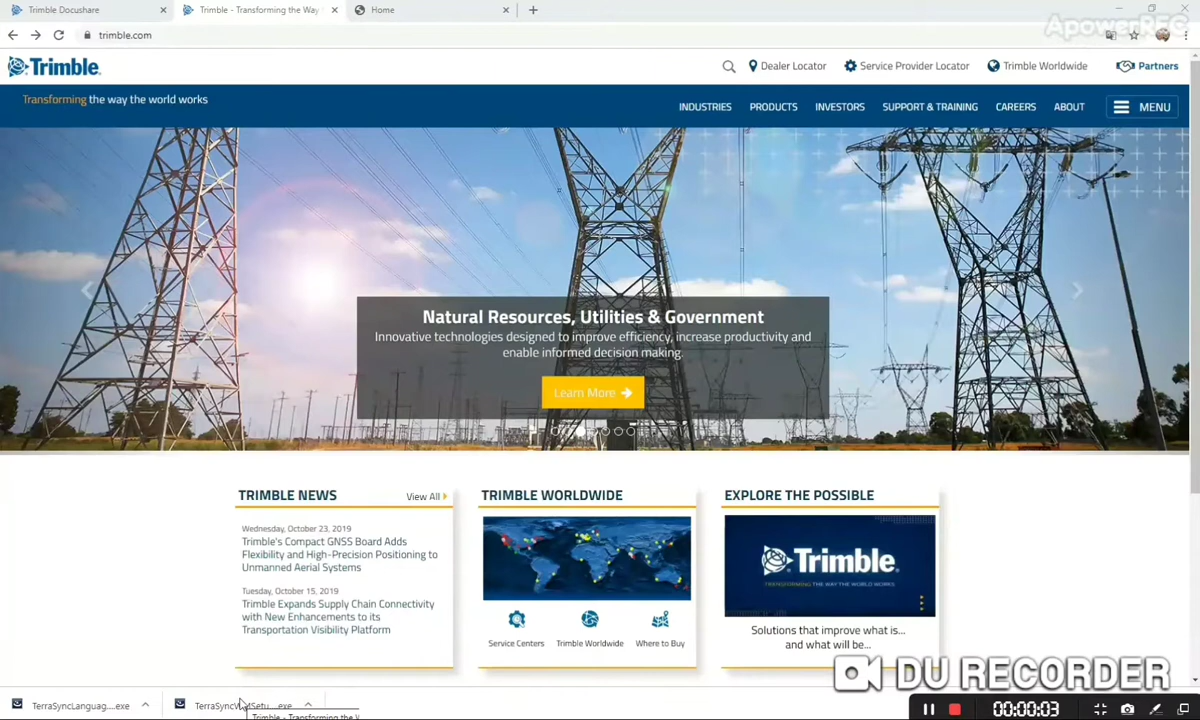 Trimble Docushare
Trimble - Transforming the Way
Home
ApowerREC
trimble.com
Trimble
Dealer Locator
Service Provider Locator
Trimble Worldwide
Partners
Transforming the way the world works
INDUSTRIES
PRODUCTS
INVESTORS
SUPPORT & TRAINING
CAREERS
ABOUT
MENU
Natural Resources, Utilities & Government
Innovative technologies designed to improve efficiency, increase productivity and
enable informed decision making.
Learn More
TRIMBLE NEWS
View All
Wednesday, October 23, 2019
Trimble's Compact GNSS Board Adds
Flexibility and High-Precision Positioning to
Unmanned Aerial Systems
Tuesday, October 15, 2019
Trimble Expands Supply Chain Connectivity
with New Enhancements to its
Transportation Visibility Platform
TRIMBLE WORLDWIDE
Service Centers
Trimble Worldwide
Where to Buy
EXPLORE THE POSSIBLE
Trimble
TRANSFORMING THE WAY THE WORLD WORKS
Solutions that improve what is...
and what will be...
DU RECORDER
TerraSyncLanguag....exe
Trimble - Transforming the
00:00:03